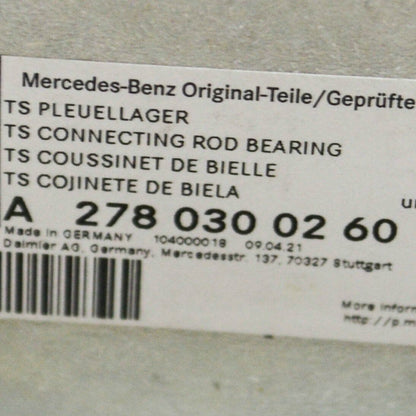 Mercedes-Benz Original-Teile/Geprüfte
TS PLEUELLAGER
TS CONNECTING ROD BEARING
TS COUSSINET DE BIELLE
TS COJINETE DE BIELA
A 278 030 02 60
Made in GERMANY 104000018 09.04.21
Daimler AG, Germany, Mercedesstr. 137, 70327 Stuttgart
More inform
http://p.m